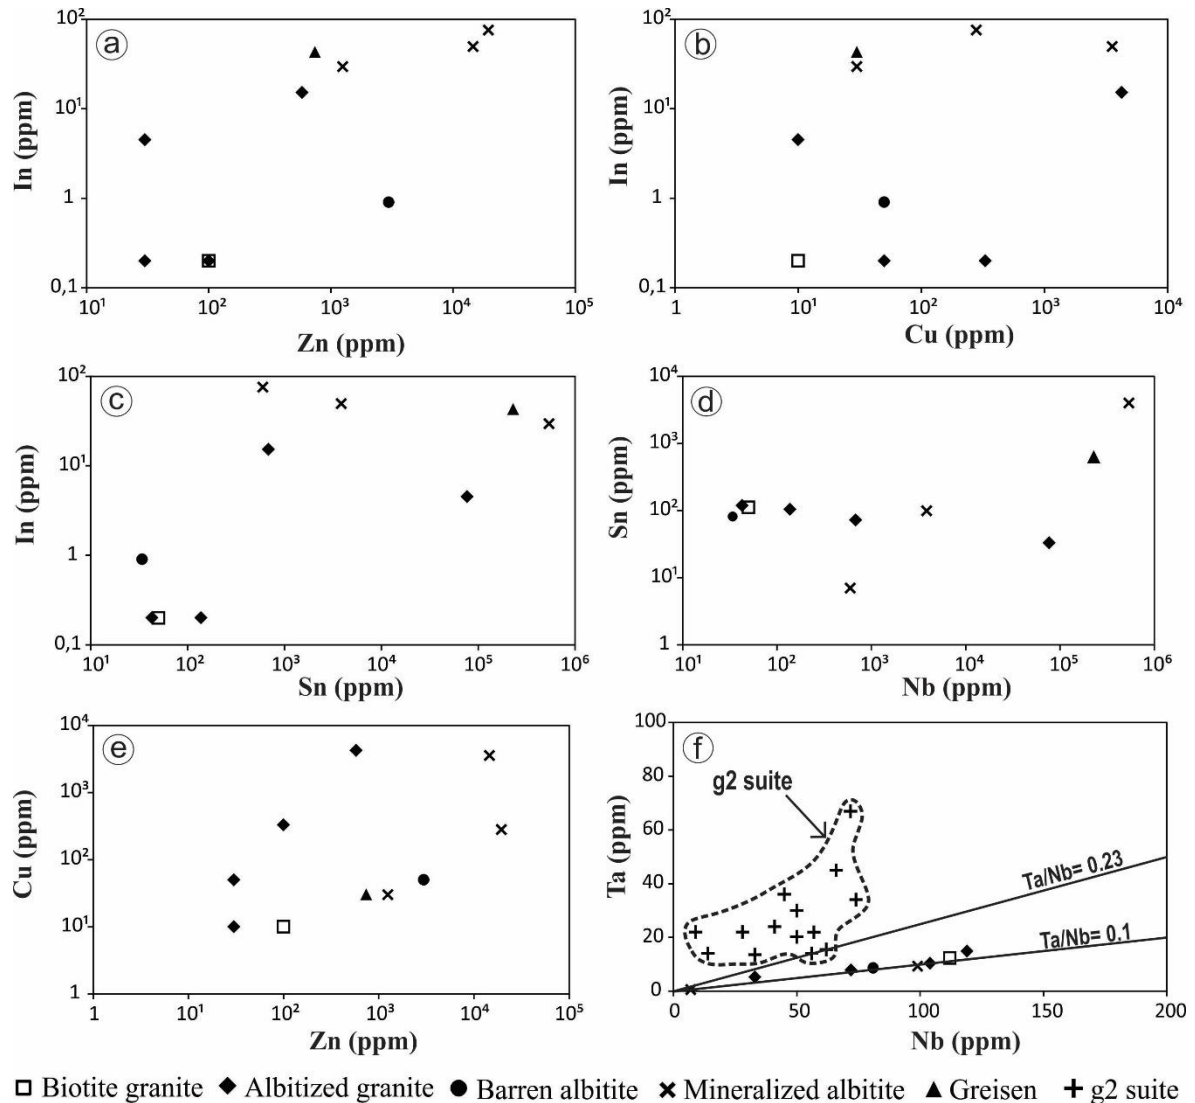 a
In (ppm)
10² 10¹ 1 0,1
10¹ 10² 10³ 10⁴ 10⁵
Zn (ppm)
b
In (ppm)
10² 10¹ 1 0,1
1 10¹ 10² 10³ 10⁴
Cu (ppm)
c
In (ppm)
10² 10¹ 1 0,1
10¹ 10² 10³ 10⁴ 10⁵ 10⁶
Sn (ppm)
d
Sn (ppm)
10⁴ 10³ 10² 10¹ 1
10¹ 10² 10³ 10⁴ 10⁵ 10⁶
Nb (ppm)
e
Cu (ppm)
10⁴ 10³ 10² 10¹ 1
1 10¹ 10² 10³ 10⁴ 10⁵
Zn (ppm)
f
Ta (ppm)
100 80 60 40 20 0
g2 suite
Ta/Nb= 0.23
Ta/Nb= 0.1
0 50 100 150 200
Nb (ppm)
Biotite granite Albitized granite Barren albitite Mineralized albitite Greisen g2 suite